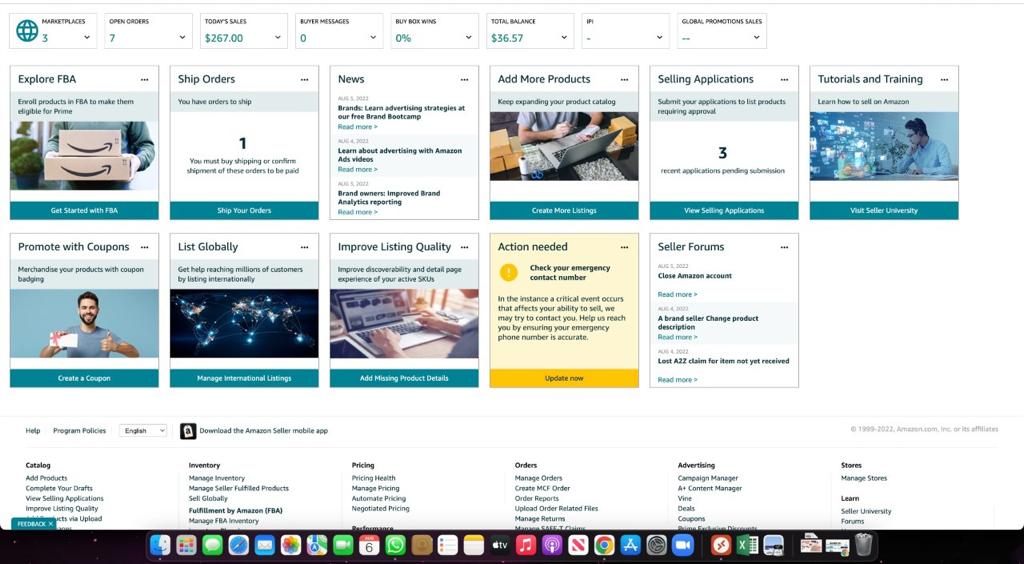 MARKETPLACES
3
OPEN ORDERS
7
TODAY'S SALES
$267.00
BUYER MESSAGES
0
BUY BOX WINS
0%
TOTAL BALANCE
$36.57
IPI
-
GLOBAL PROMOTIONS SALES
--
Explore FBA
Enroll products in FBA to make them
eligible for Prime
Get Started with FBA
Ship Orders
You have orders to ship
1
You must buy shipping or confirm
shipment of these orders to be paid
Ship Your Orders
News
AUG 5, 2022
Brands: Learn advertising strategies at
our free Brand Bootcamp
Read more >
AUG 4, 2022
Learn about advertising with Amazon
Ads videos
Read more >
AUG 3, 2022
Brand owners: Improved Brand
Analytics reporting
Read more >
Add More Products
Keep expanding your product catalog
Create More Listings
Selling Applications
Submit your applications to list products
requiring approval
3
recent applications pending submission
View Selling Applications
Tutorials and Training
Learn how to sell on Amazon
Visit Seller University
Promote with Coupons
Merchandise your products with coupon
badging
Create a Coupon
List Globally
Get help reaching millions of customers
by listing internationally
Manage International Listings
Improve Listing Quality
Improve discoverability and detail page
experience of your active SKUs
Add Missing Product Details
Action needed
Check your emergency
contact number
In the instance a critical event occurs
that affects your ability to sell, we
may try to contact you. Help us reach
you by ensuring your emergency
phone number is accurate.
Update now
Seller Forums
AUG 5, 2022
Close Amazon account
Read more >
AUG 4, 2022
A brand seller Change product
description
Read more >
AUG 4, 2022
Lost A2Z claim for item not yet received
Read more >
Help
Program Policies
English
Download the Amazon Seller mobile app
© 1999-2022, Amazon.com, Inc. or its affiliates
Catalog
Add Products
Complete Your Drafts
View Selling Applications
Improve Listing Quality
via Upload
FEEDBACK X
Inventory
Manage Inventory
Manage Seller Fulfilled Products
Sell Globally
Fulfillment by Amazon (FBA)
Manage FBA Inventory
Pricing
Pricing Health
Manage Pricing
Automate Pricing
Negotiated Pricing
Performance
Orders
Manage Orders
Create MCF Order
Order Reports
Upload Order Related Files
Manage Returns
Manage SAFE-T Claims
Advertising
Campaign Manager
A+ Content Manager
Vine
Deals
Coupons
Prime Exclusive Discounts
Stores
Manage Stores
Learn
Seller University
Forums
AUG
6
tv